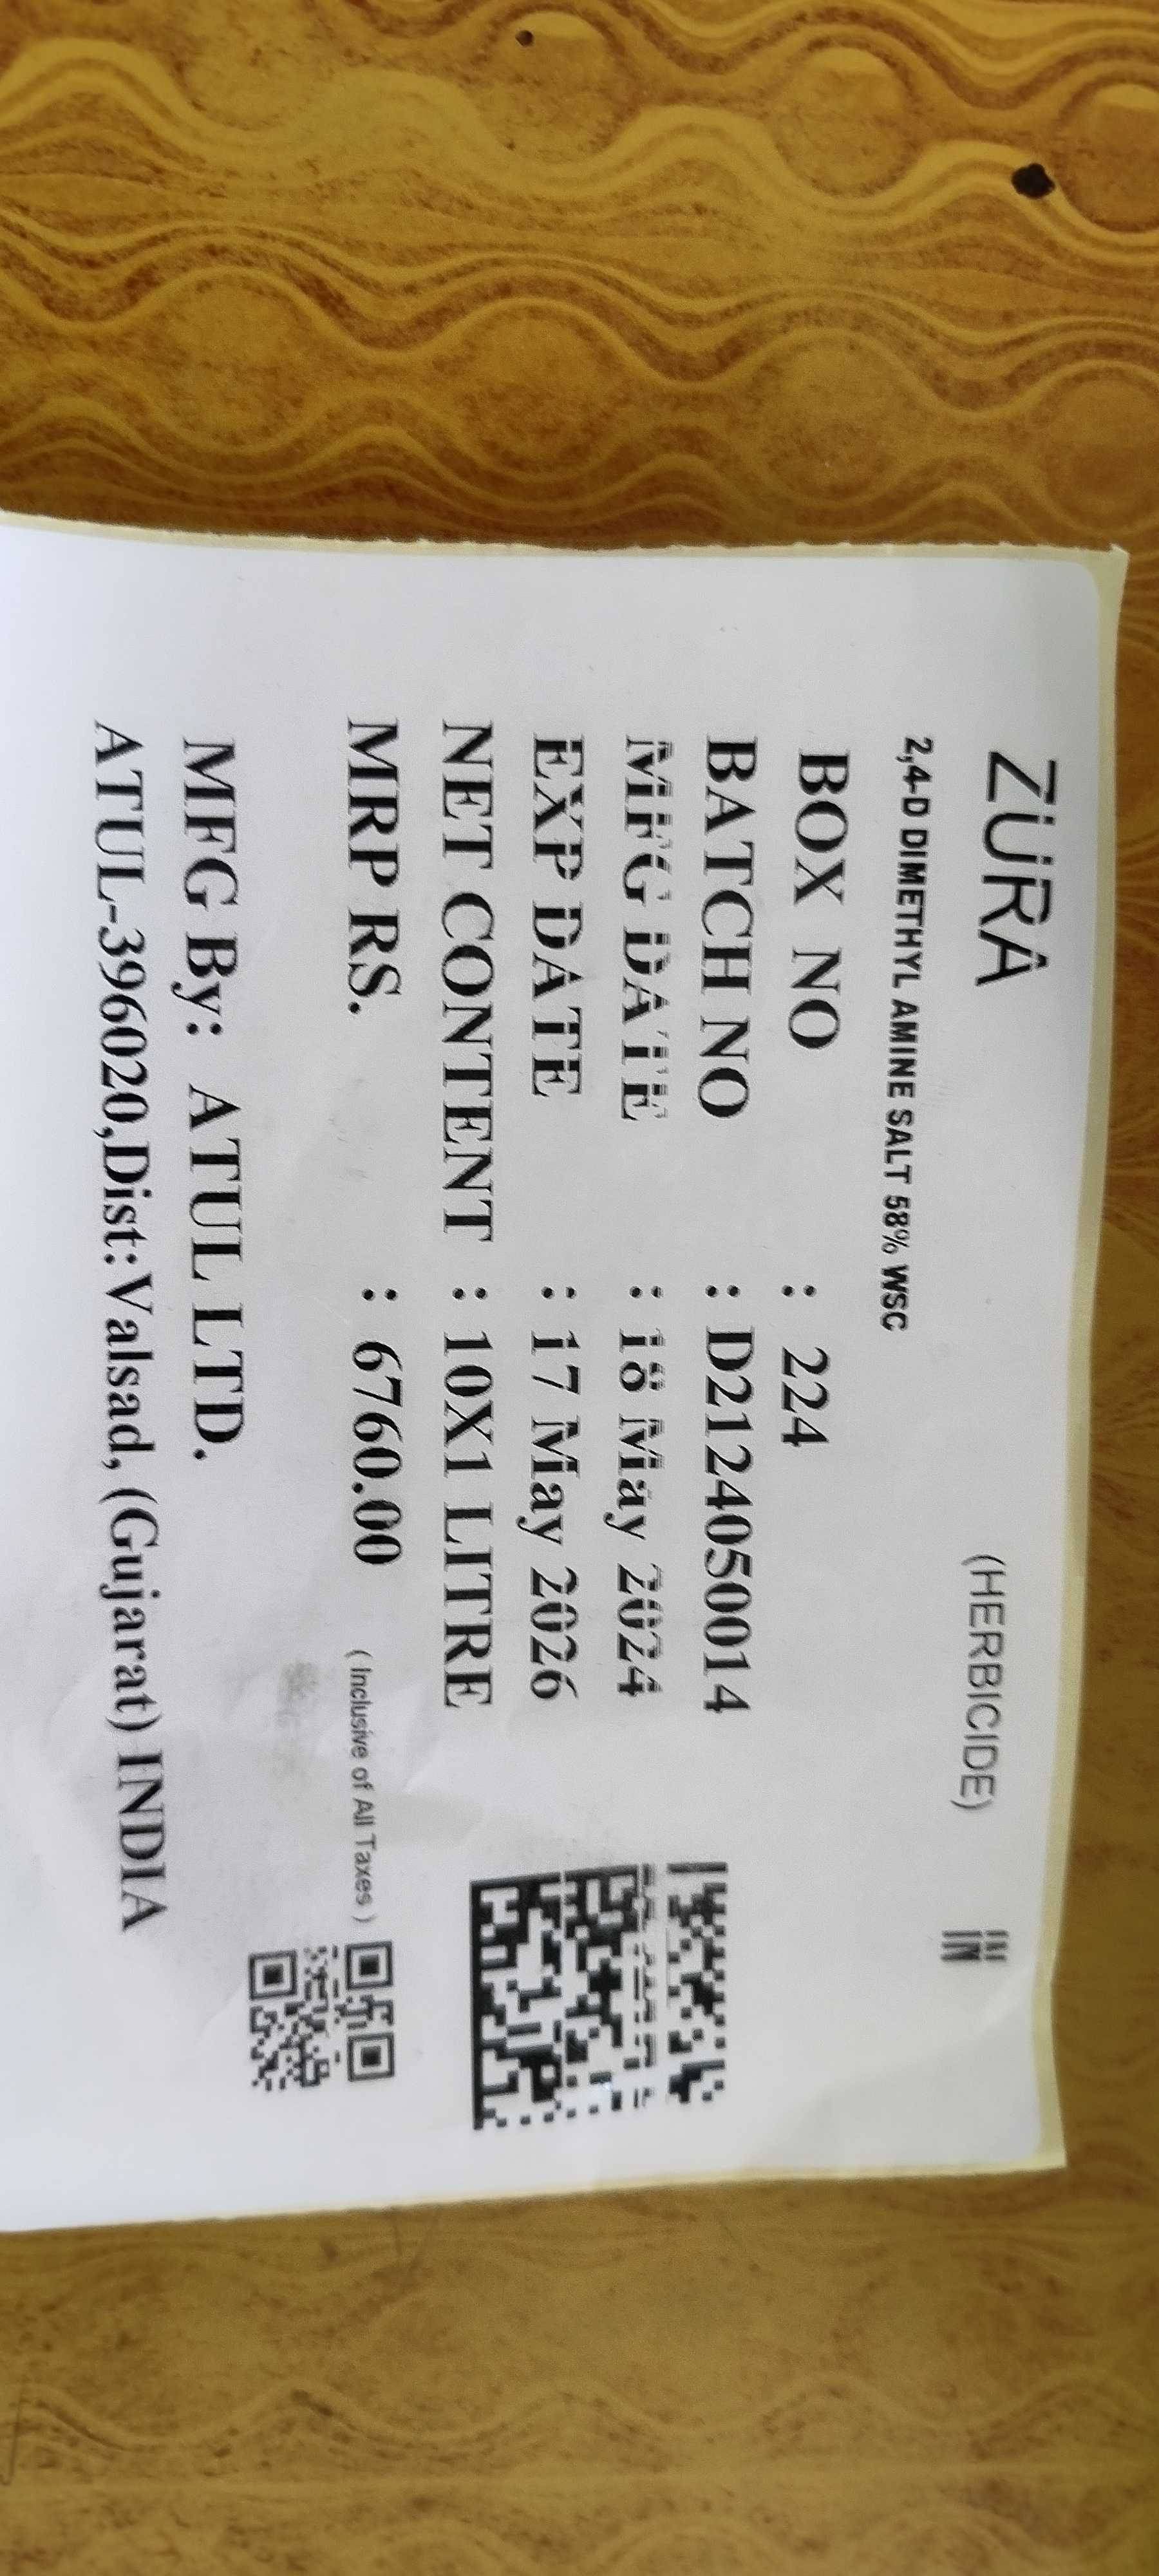 ZURA (HERBICIDE)
2,4-D DIMETHYL AMINE SALT 58% WSC
BOX NO : 224
BATCH NO : D2124050014
MFG DATE : 18 May 2024
EXP DATE : 17 May 2026
NET CONTENT : 10X1 LITRE
MRP RS. : 6760.00 ( Inclusive of All Taxes )
MFG By: ATUL LTD.
ATUL-396020,Dist:Valsad, (Gujarat) INDIA